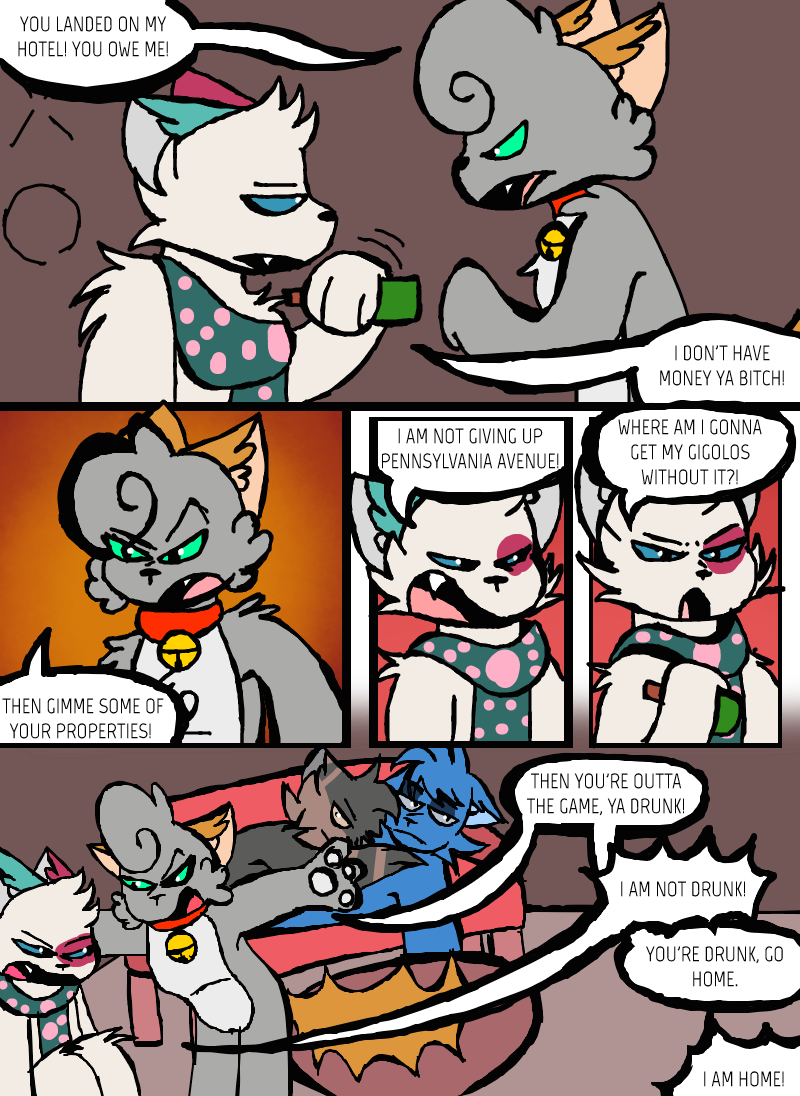 YOU LANDED ON MY
HOTEL! YOU OWE ME!
I DON'T HAVE
MONEY YA BITCH!
THEN GIMME SOME OF
YOUR PROPERTIES!
I AM NOT GIVING UP
PENNSYLVANIA AVENUE!
WHERE AM I GONNA
GET MY GIGOLOS
WITHOUT IT?!
THEN YOU'RE OUTTA
THE GAME, YA DRUNK!
I AM NOT DRUNK!
YOU'RE DRUNK, GO
HOME.
I AM HOME!